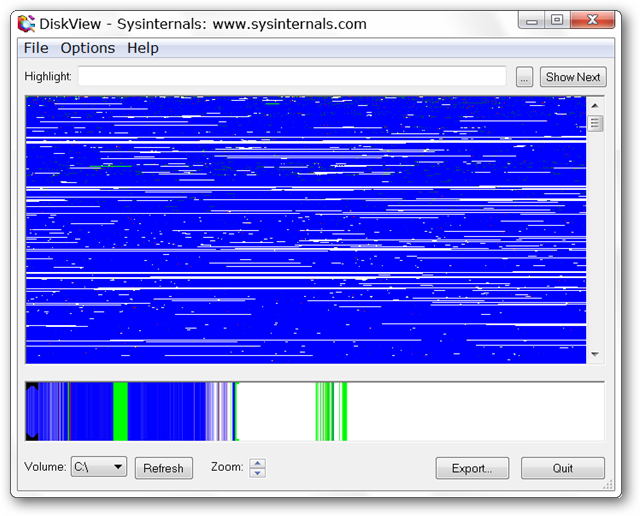 DiskView - Sysinternals: www.sysinternals.com
File Options Help
Highlight: ... Show Next
Volume: C:\ Refresh Zoom: Export... Quit